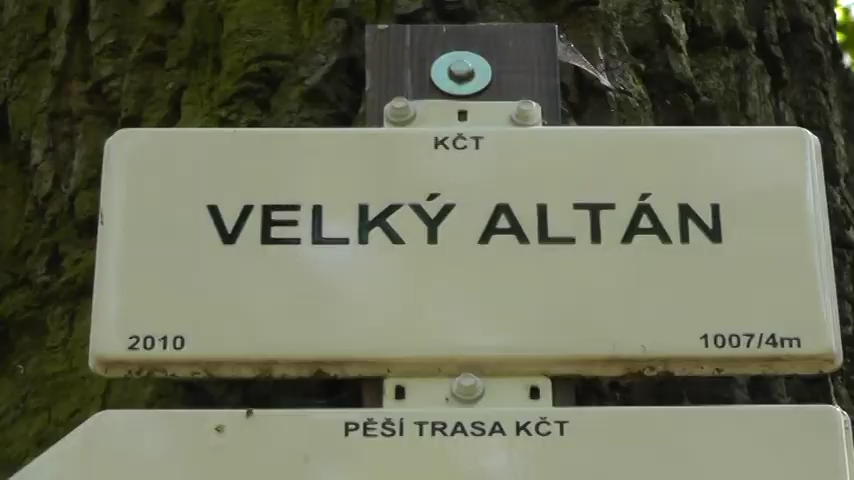 KČT
VELKÝ ALTÁN
2010
1007/4m
PĚŠÍ TRASA KČT